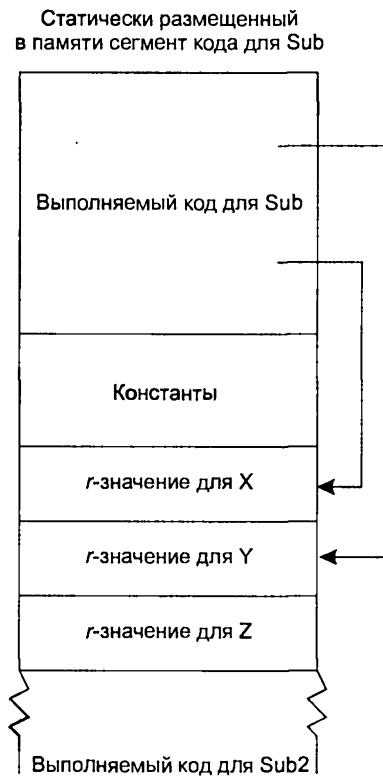 Статически размещенный
в памяти сегмент кода для Sub
Выполняемый код для Sub
Константы
r-значение для X
r-значение для Y
r-значение для Z
Выполняемый код для Sub2